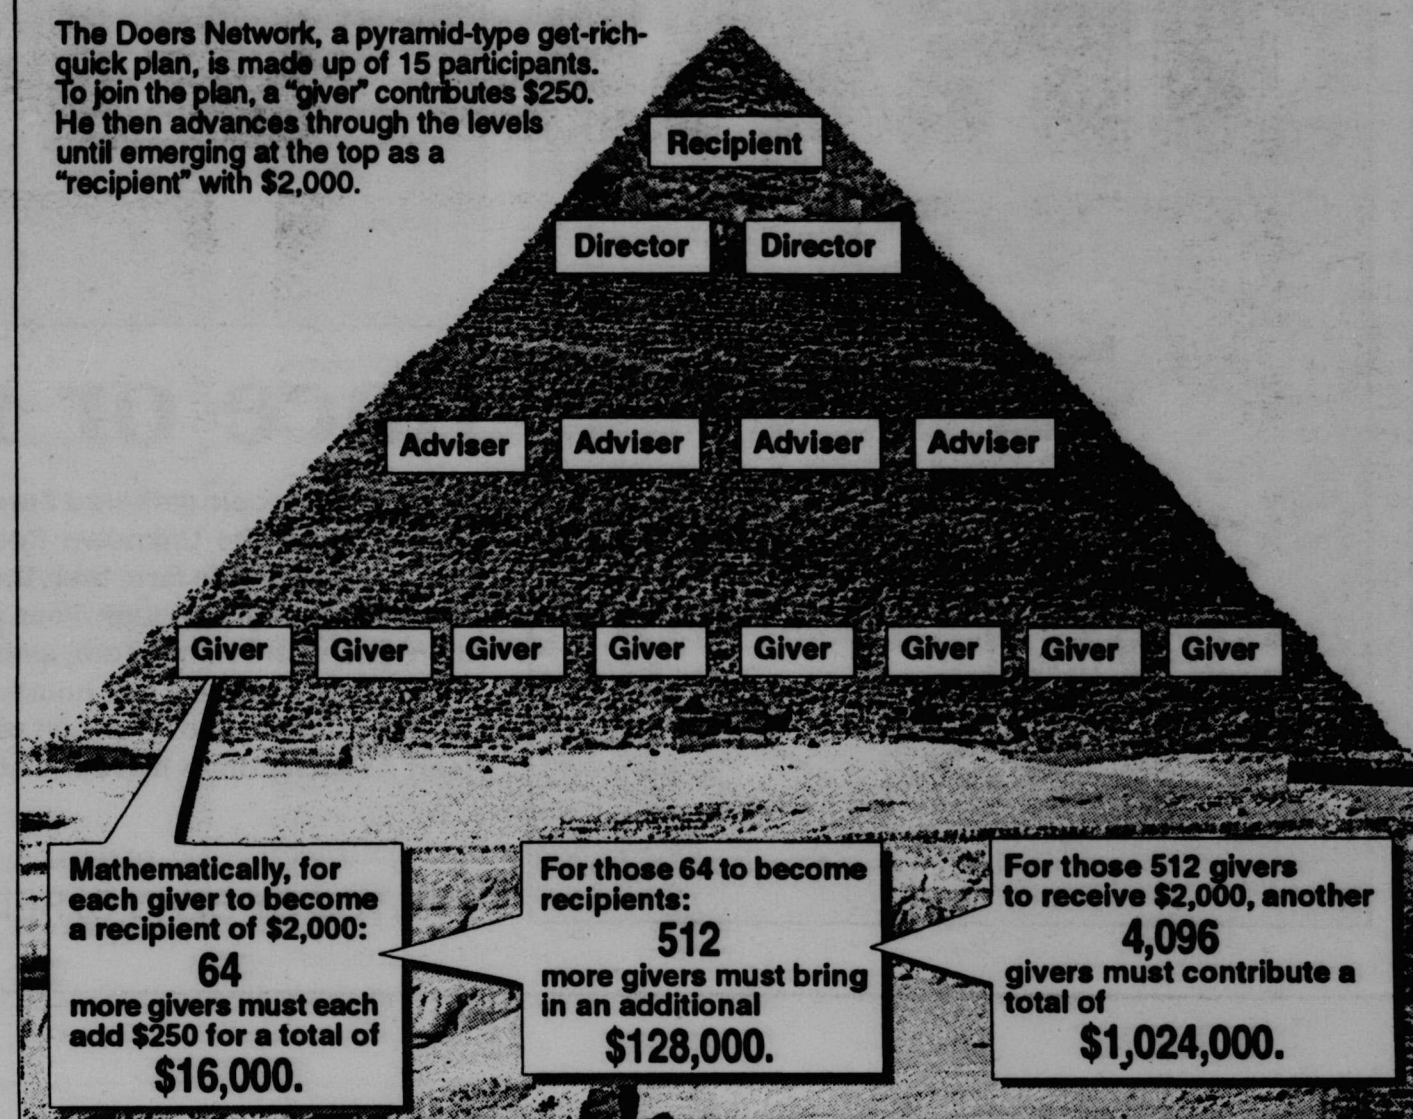 The Doers Network, a pyramid-type get-rich-
quick plan, is made up of 15 participants.
To join the plan, a “giver” contributes $250.
He then advances through the levels
until emerging at the top as a
“recipient” with $2,000.
Recipient
Director Director
Adviser Adviser Adviser Adviser
Giver Giver Giver Giver Giver Giver Giver Giver
Mathematically, for
each giver to become
a recipient of $2,000:
64
more givers must each
add $250 for a total of
$16,000.
For those 64 to become
recipients:
512
more givers must bring
in an additional
$128,000.
For those 512 givers
to receive $2,000, another
4,096
givers must contribute a
total of
$1,024,000.